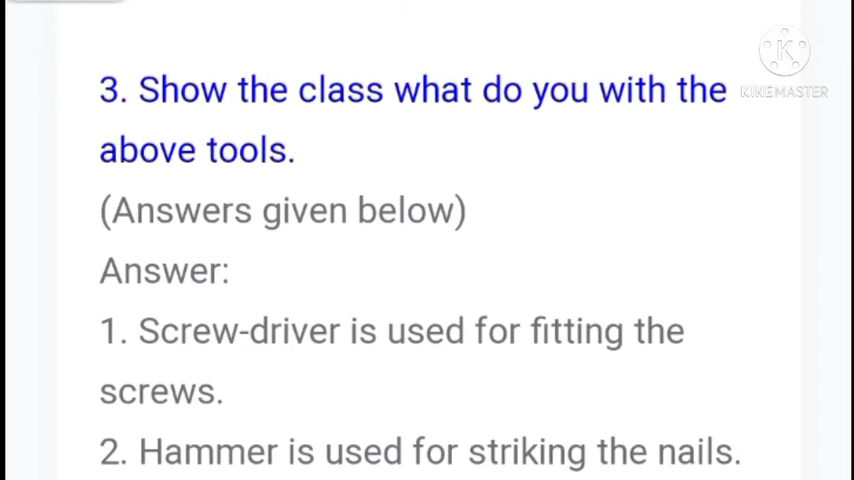 KINEMASTER
3. Show the class what do you with the
above tools.
(Answers given below)
Answer:
1. Screw-driver is used for fitting the
screws.
2. Hammer is used for striking the nails.